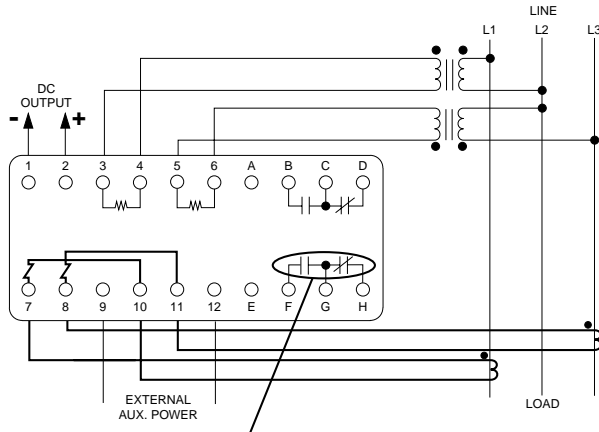 LINE
L1 L2 L3
DC
OUTPUT
- +
1 2 3 4 5 6 A B C D
7 8 9 10 11 12 E F G H
EXTERNAL
AUX. POWER
LOAD